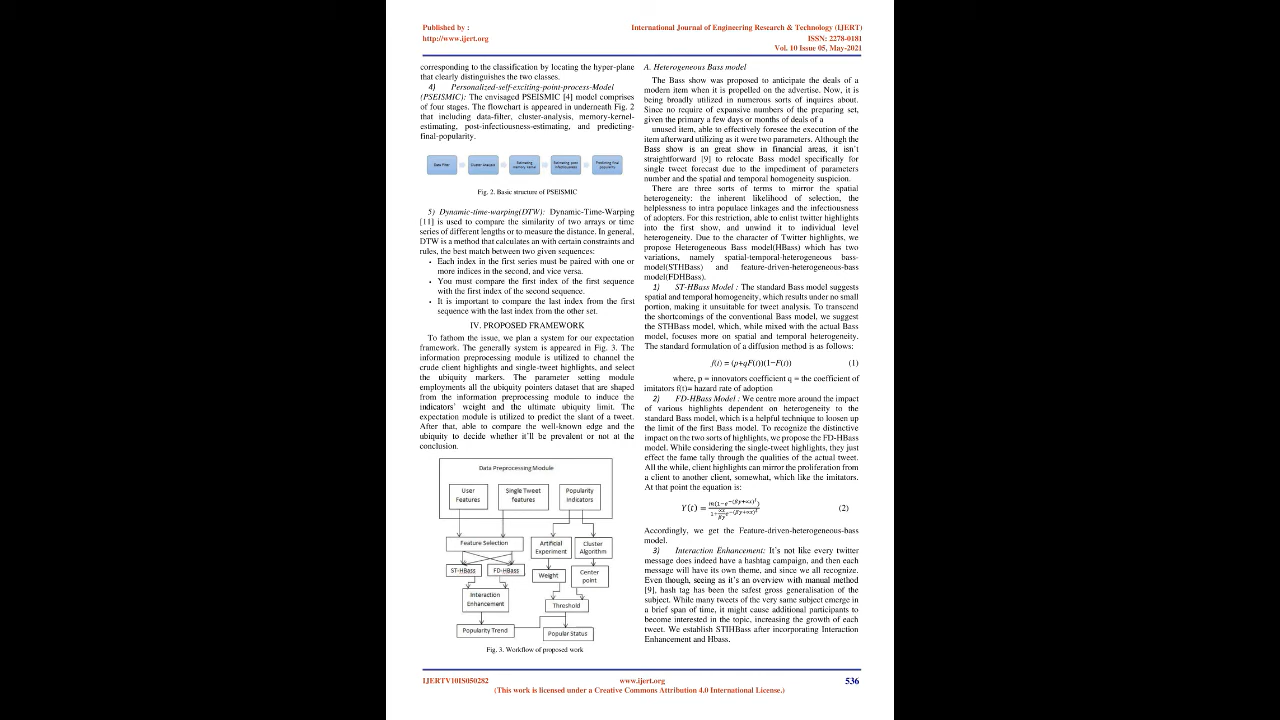 Published by :
http://www.ijert.org
International Journal of Engineering Research & Technology (IJERT)
ISSN: 2278-0181
Vol. 10 Issue 05, May-2021
corresponding to the classification by locating the hyper-plane
that clearly distinguishes the two classes.
4) Personalized-self-exciting-point-process-Model
(PSEISMIC): The envisaged PSEISMIC [4] model comprises
of four stages. The flowchart is appeared in underneath Fig. 2
that including data-filter, cluster-analysis, memory-kernel-
estimating, post-infectiousness-estimating, and predicting-
final-popularity.
Data Filter
Cluster Analysis
Estimating memory kernel
Estimating post infectiousness
Predicting final popularity
Fig. 2. Basic structure of PSEISMIC
5) Dynamic-time-warping(DTW): Dynamic-Time-Warping
[11] is used to compare the similarity of two arrays or time
series of different lengths or to measure the distance. In general,
DTW is a method that calculates an with certain constraints and
rules, the best match between two given sequences:
• Each index in the first series must be paired with one or
more indices in the second, and vice versa.
• You must compare the first index of the first sequence
with the first index of the second sequence.
• It is important to compare the last index from the first
sequence with the last index from the other set.
IV. PROPOSED FRAMEWORK
To fathom the issue, we plan a system for our expectation
framework. The generally system is appeared in Fig. 3. The
information preprocessing module is utilized to channel the
crude client highlights and single-tweet highlights, and select
the ubiquity markers. The parameter setting module
employments all the ubiquity pointers dataset that are shaped
from the information preprocessing module to induce the
indicators' weight and the ultimate ubiquity limit. The
expectation module is utilized to predict the slant of a tweet.
After that, able to compare the well-known edge and the
ubiquity to decide whether it'll be prevalent or not at the
conclusion.
Data Preprocessing Module
User Features
Single Tweet features
Popularity Indicators
Feature Selection
Artificial Experiment
Cluster Algorithm
ST-HBass
FD-HBass
Weight
Center point
Interaction Enhancement
Threshold
Popularity Trend
Popular Status
Fig. 3. Workflow of proposed work
A. Heterogeneous Bass model
The Bass show was proposed to anticipate the deals of a
modern item when it is propelled on the advertise. Now, it is
being broadly utilized in numerous sorts of inquires about.
Since no require of expansive numbers of the preparing set,
given the primary a few days or months of deals of a
unused item, able to effectively foresee the execution of the
item afterward utilizing as it were two parameters. Although the
Bass show is an great show in financial areas, it isn't
straightforward [9] to relocate Bass model specifically for
single tweet forecast due to the impediment of parameters
number and the spatial and temporal homogeneity suspicion.
There are three sorts of terms to mirror the spatial
heterogeneity: the inherent likelihood of selection, the
helplessness to intra populace linkages and the infectiousness
of adopters. For this restriction, able to enlist twitter highlights
into the first show, and unwind it to individual level
heterogeneity. Due to the character of Twitter highlights, we
propose Heterogeneous Bass model(HBass) which has two
variations, namely spatial-temporal-heterogeneous bass-
model(STHBass) and feature-driven-heterogeneous-bass
model(FDHBass).
1) ST-HBass Model : The standard Bass model suggests
spatial and temporal homogeneity, which results under no small
portion, making it unsuitable for tweet analysis. To transcend
the shortcomings of the conventional Bass model, we suggest
the STHBass model, which, while mixed with the actual Bass
model, focuses more on spatial and temporal heterogeneity.
The standard formulation of a diffusion method is as follows:
f(t) = (p+qF(t))(1−F(t)) (1)
where, p = innovators coefficient q = the coefficient of
imitators f(t)= hazard rate of adoption
2) FD-HBass Model : We centre more around the impact
of various highlights dependent on heterogeneity to the
standard Bass model, which is a helpful technique to loosen up
the limit of the first Bass model. To recognize the distinctive
impact on the two sorts of highlights, we propose the FD-HBass
model. While considering the single-tweet highlights, they just
effect the fame tally through the qualities of the actual tweet.
All the while, client highlights can mirror the proliferation from
a client to another client, somewhat, which like the imitators.
At that point the equation is:
Y(t) = (2)
Accordingly, we get the Feature-driven-heterogeneous-bass
model.
3) Interaction Enhancement: It's not like every twitter
message does indeed have a hashtag campaign, and then each
message will have its own theme, and since we all recognize.
Even though, seeing as it's an overview with manual method
[9], hash tag has been the safest gross generalisation of the
subject. While many tweets of the very same subject emerge in
a brief span of time, it might cause additional participants to
become interested in the topic, increasing the growth of each
tweet. We establish STIHBass after incorporating Interaction
Enhancement and Hbass.
IJERTV10IS050282
www.ijert.org
536
(This work is licensed under a Creative Commons Attribution 4.0 International License.)